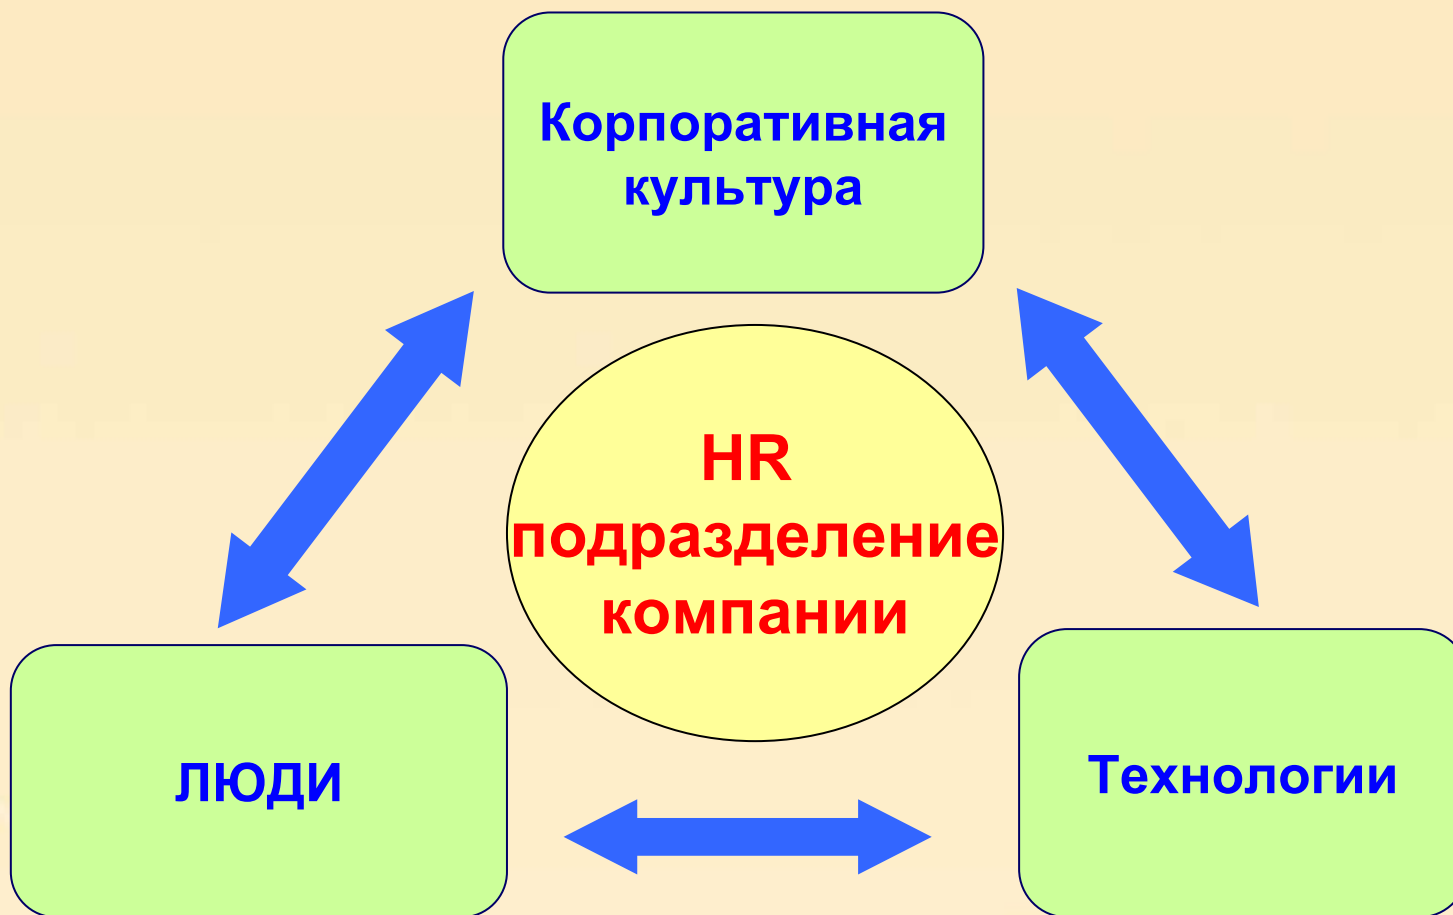 Корпоративная
культура
HR
подразделение
компании
ЛЮДИ
Технологии